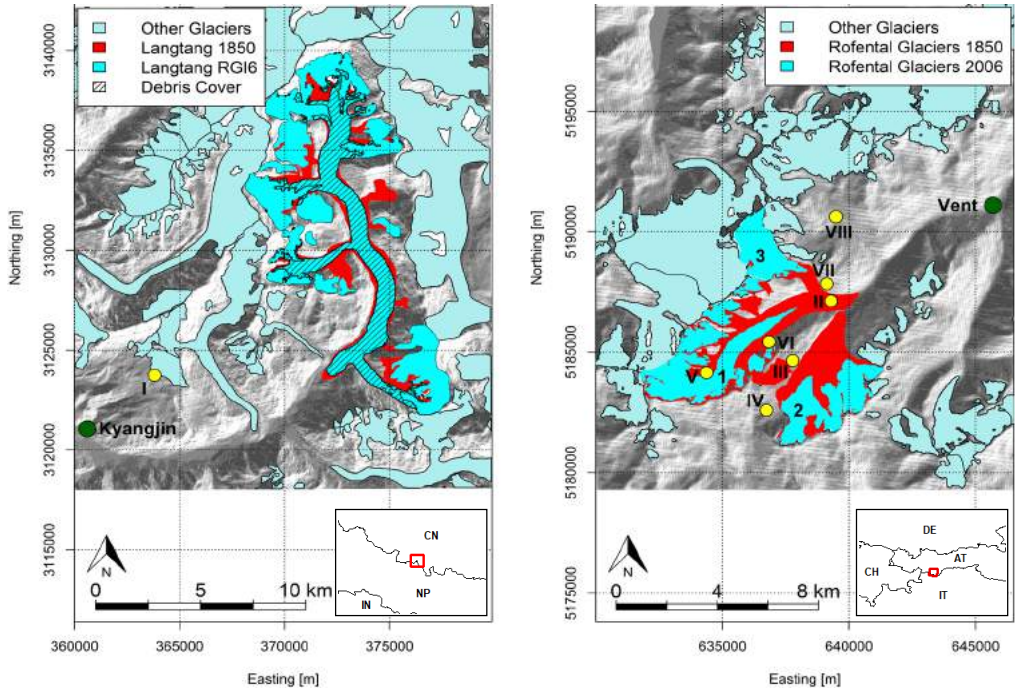 Other Glaciers
Langtang 1850
Langtang RGI6
Debris Cover
3140000
3135000
3130000
3125000
3120000
3115000
Northing [m]
I
Kyangjin
N
0 5 10 km
CN
NP
IN
360000 365000 370000 375000
Easting [m]
Other Glaciers
Rofental Glaciers 1850
Rofental Glaciers 2006
5195000
5190000
5185000
5180000
5175000
Northing [m]
Vent
VIII
3
VII
II
VI
V 1
III
IV
2
N
0 4 8 km
DE
AT
CH
IT
635000 640000 645000
Easting [m]